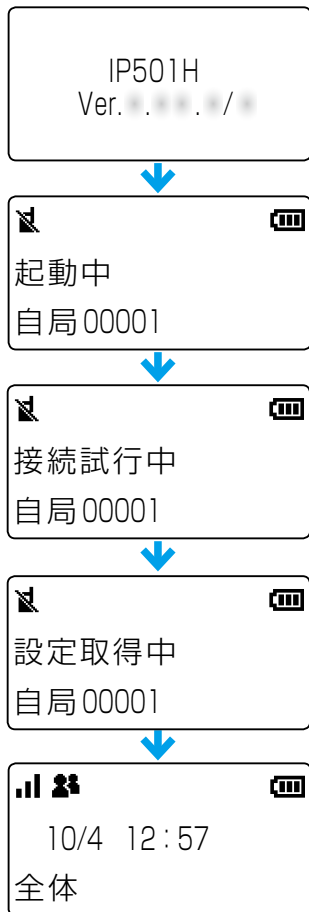 IP501H
Ver.
起動中
自局00001
接続試行中
自局00001
設定取得中
自局00001
10/4 12:57
全体